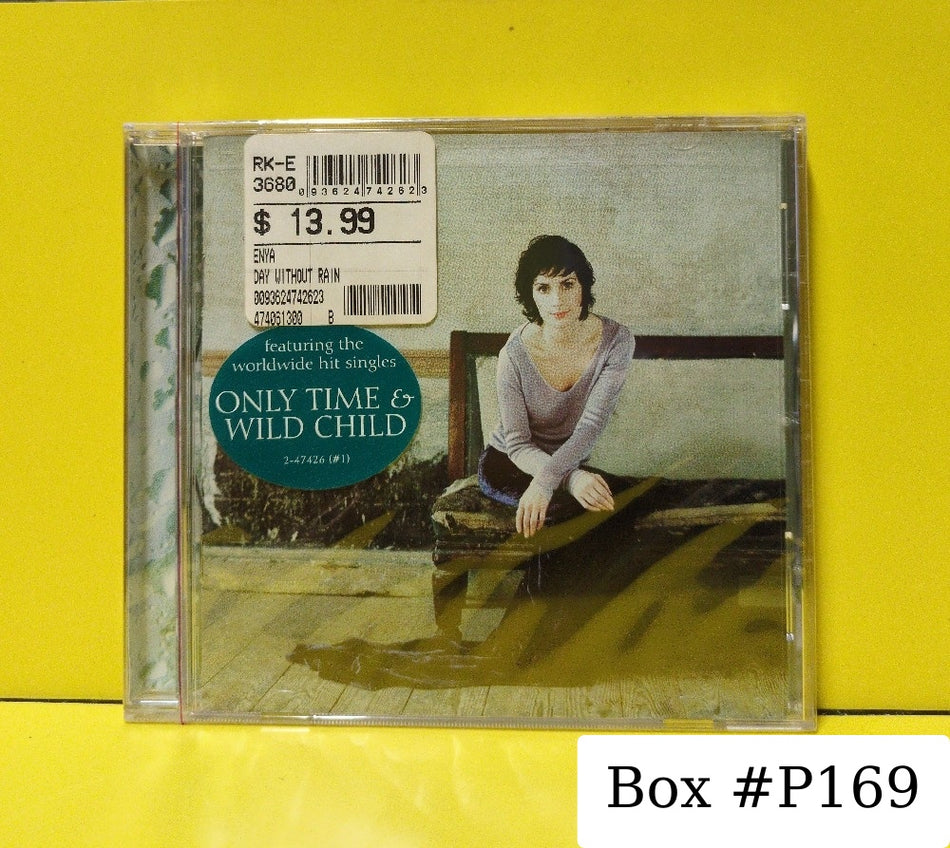 RK-E
3680
0 93624 74262 3
$ 13.99
ENYA
DAY WITHOUT RAIN
0093624742623
474061300 B
featuring the
worldwide hit singles
ONLY TIME &
WILD CHILD
2-47426 (#1)
Box #P169